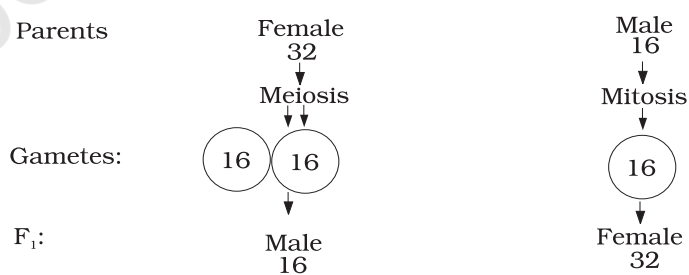 Parents Female Male
32 16
Meiosis Mitosis
Gametes: 16 16 16
F₁: Male Female
16 32